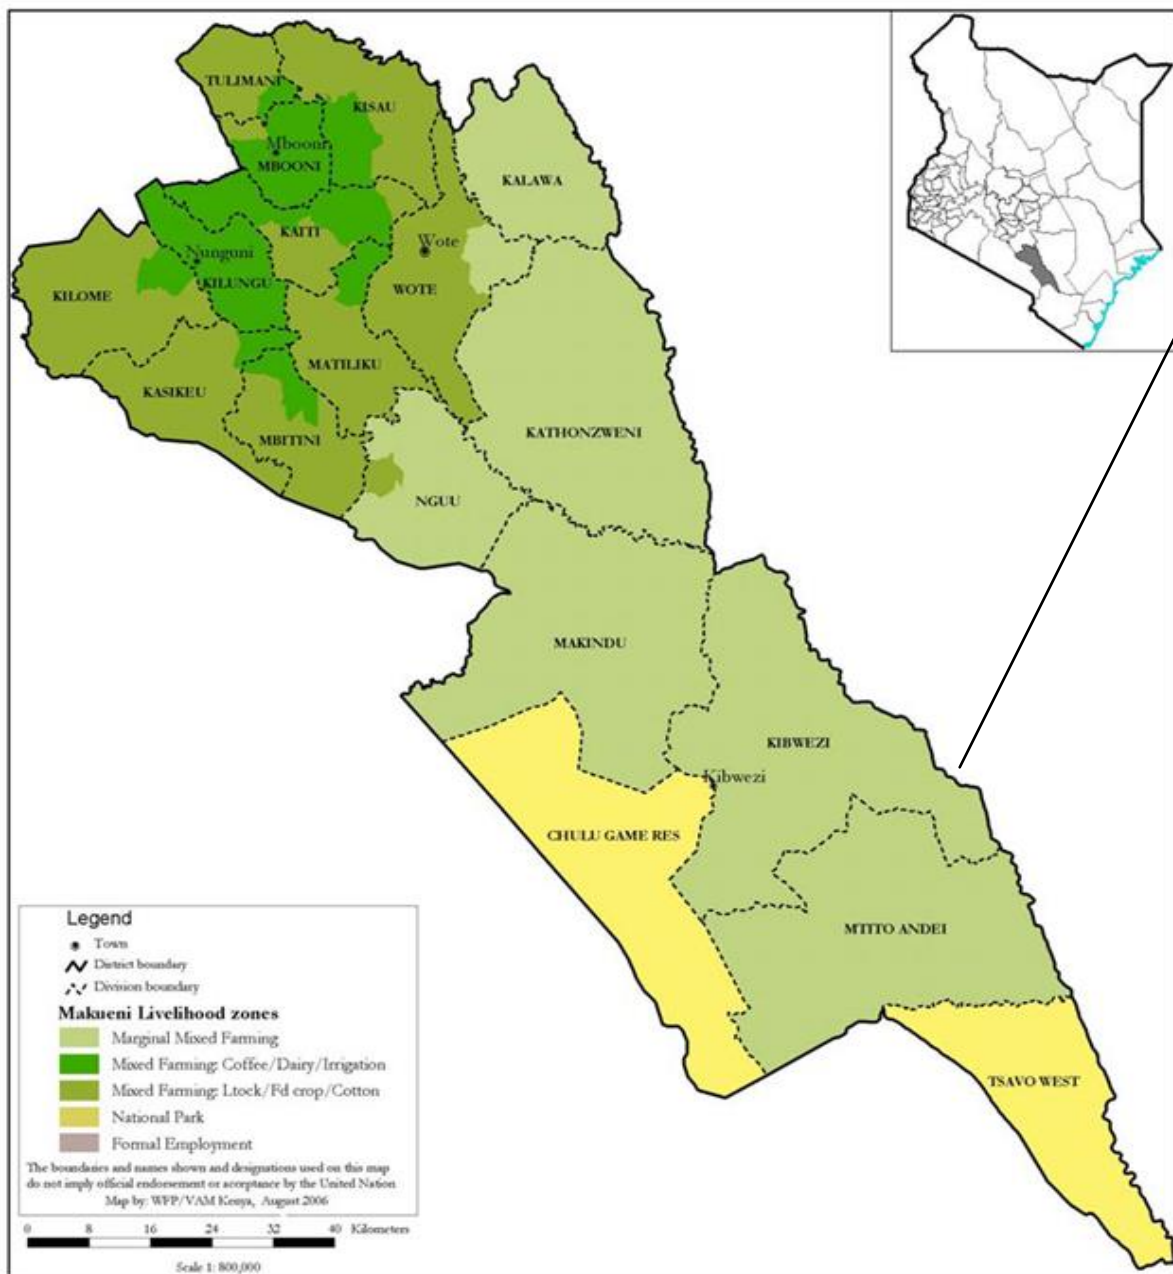 TULIMANI
KISAU
Mbooni
MBOONI
KALAWA
KAITI
Nunguni
Wote
KILUNGU
KILOME
WOTE
MATILIKU
KASIKEU
MBITINI
KATHONZWENI
NGUU
MAKINDU
KIBWEZI
Kibwezi
CHULU GAME RES
MTITO ANDEI
TSAVO WEST
Legend
Town
District boundary
Division boundary
Makueni Livelihood zones
Marginal Mixed Farming
Mixed Farming: Coffee/Dairy/Irrigation
Mixed Farming: Ltock/Fd crop/Cotton
National Park
Formal Employment
The boundaries and names shown and designations used on this map
do not imply official endorsement or acceptance by the United Nation
Map by: WFP/VAM Kenya, August 2006
0 8 16 24 32 40 Kilometers
Scale 1: 800,000